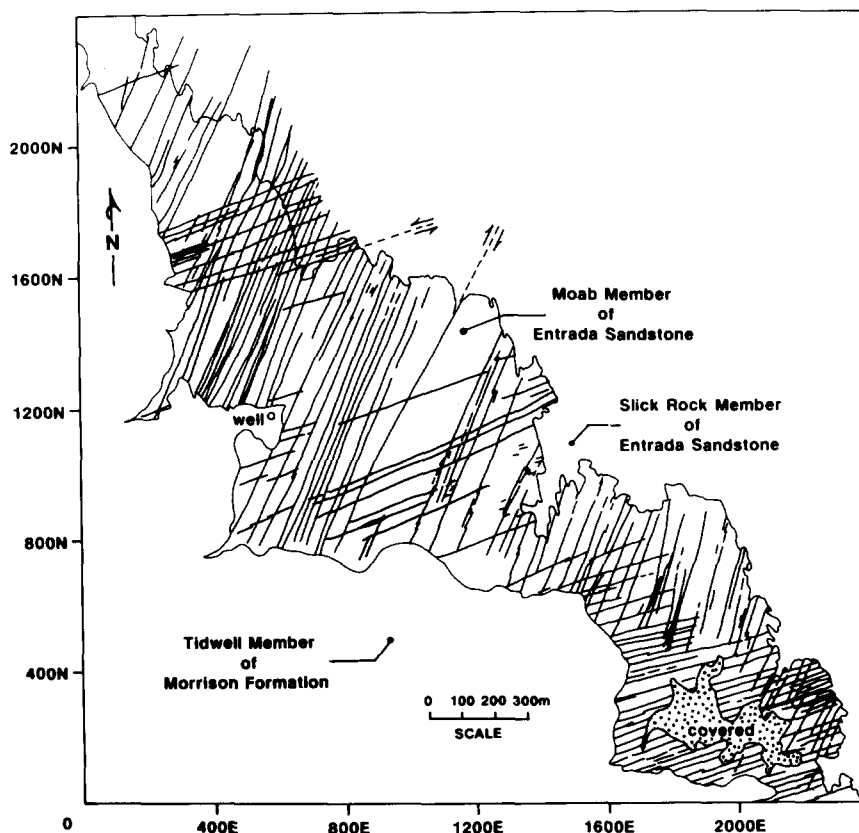 2000N
N
1600N
Moab Member
of
Entrada Sandstone
1200N
well
Slick Rock Member
of
Entrada Sandstone
800N
Tidwell Member
of
Morrison Formation
400N
0 100 200 300m
SCALE
covered
0
400E
800E
1200E
1600E
2000E